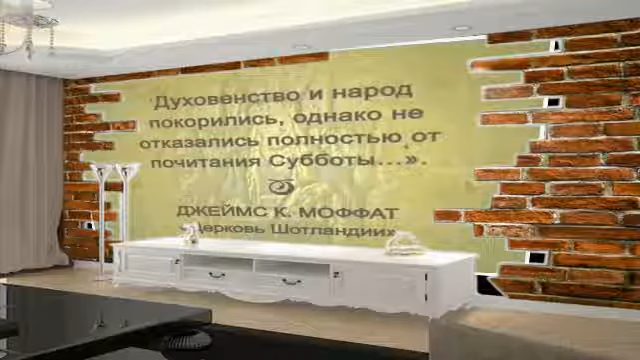 Духовенство и народ
покорились, однако не
отказались полностью от
почитания Субботы...».
ДЖЕЙМС К. МОФФАТ
«Церковь Шотландии»